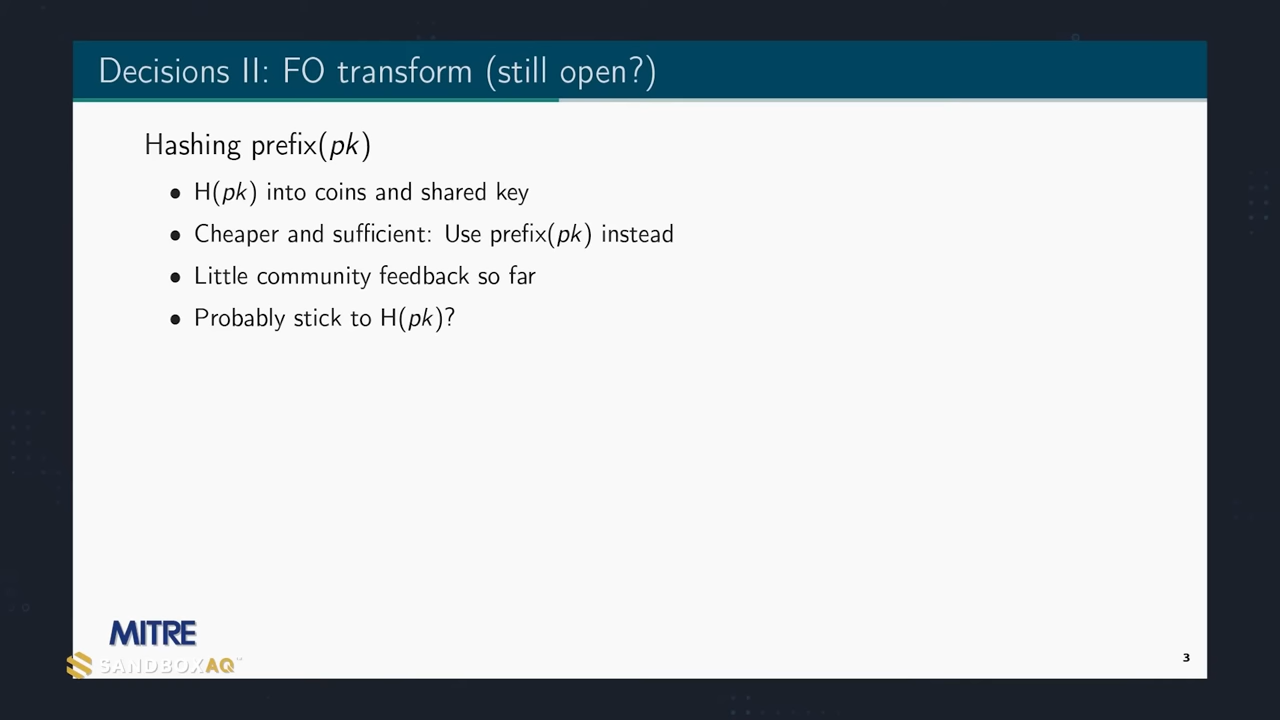 Decisions II: FO transform (still open?)
Hashing prefix(pk)
• H(pk) into coins and shared key
• Cheaper and sufficient: Use prefix(pk) instead
• Little community feedback so far
• Probably stick to H(pk)?
MITRE
SANDBOXAQ™
3